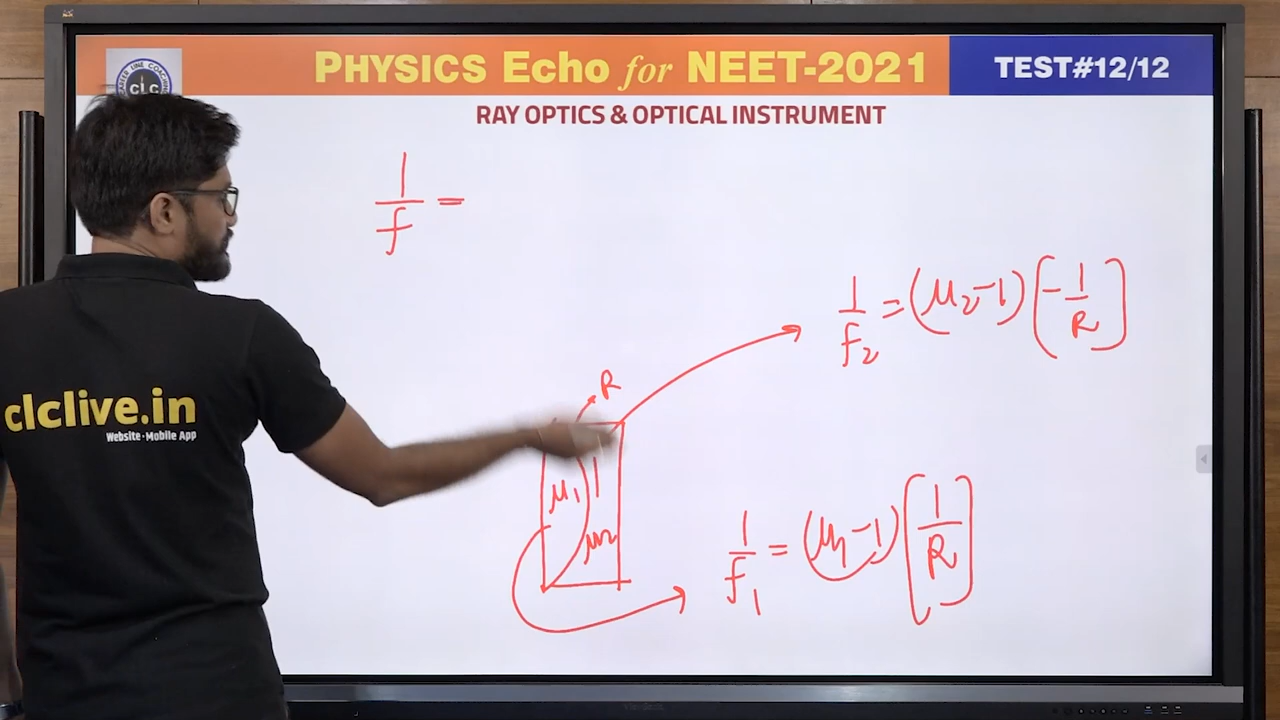 CLC
PHYSICS Echo for NEET-2021
TEST#12/12
RAY OPTICS & OPTICAL INSTRUMENT
1/f =
1/f₂ = (μ₂-1)[-1/R]
R
μ₁
μ₂
1/f₁ = (μ₁-1)[1/R]
clclive.in
Website•Mobile App